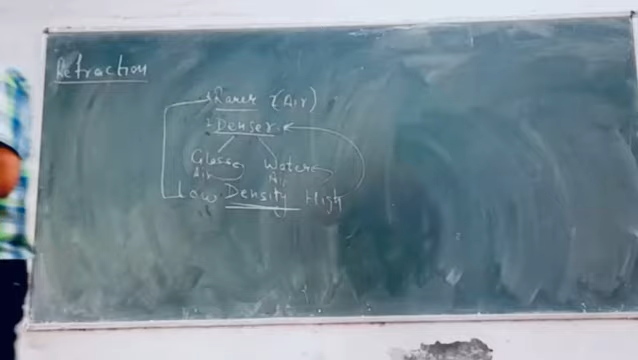 Refraction
Rarer (Air)
Denser
Glass Water
Air Air
Low Density High